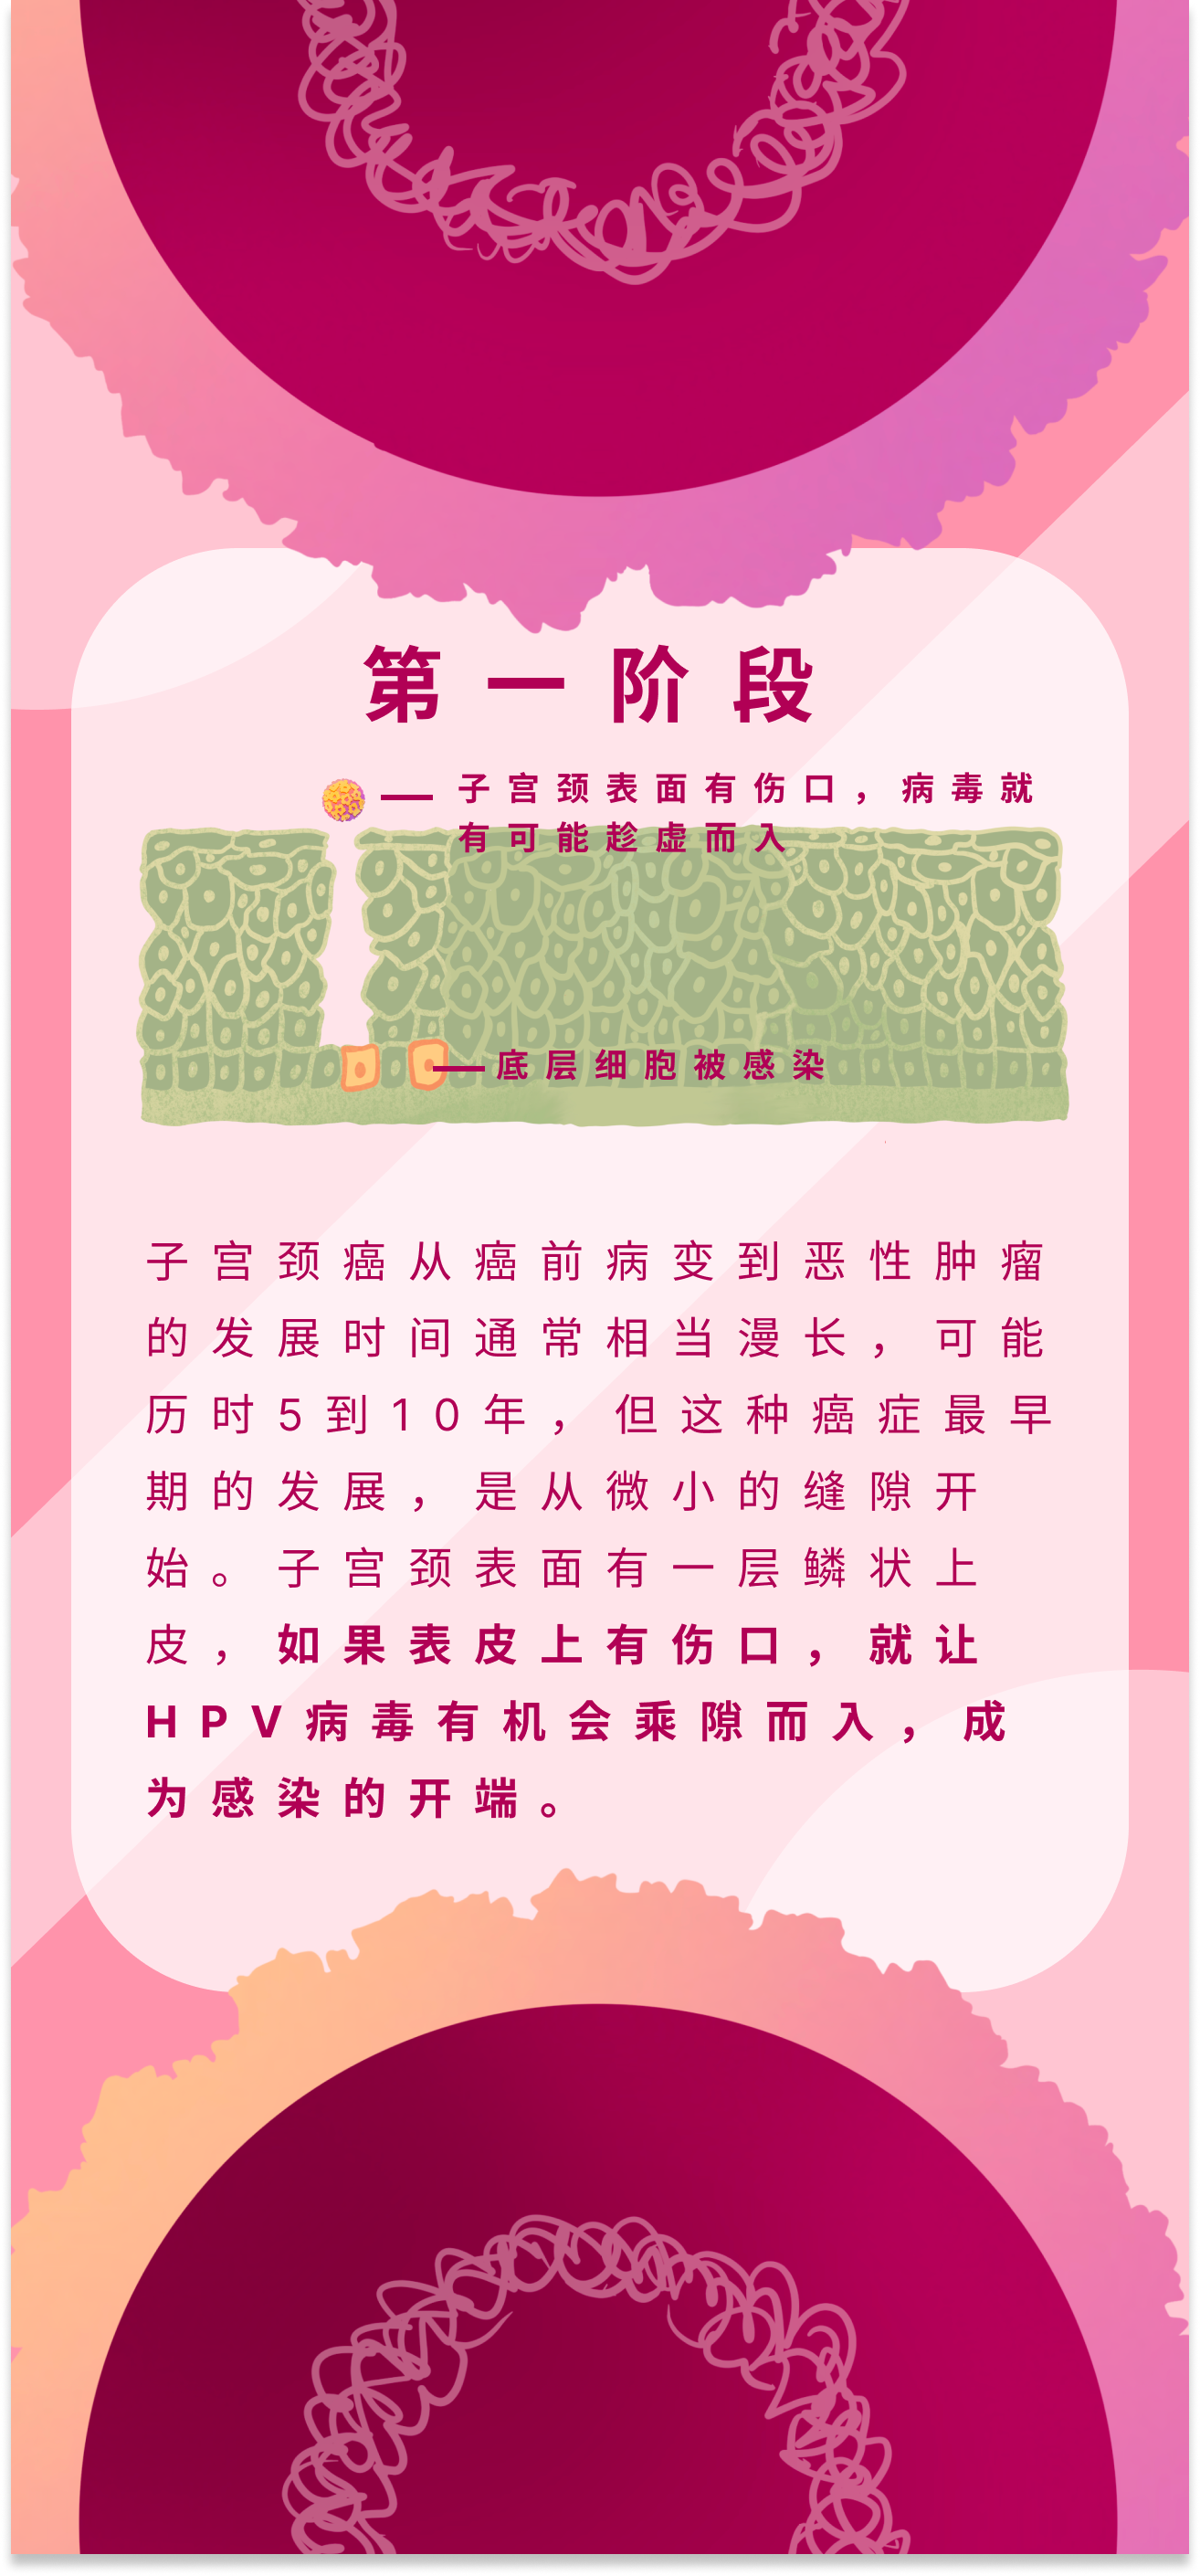 第一阶段
子宫颈表面有伤口，病毒就
有可能趁虚而入
底层细胞被感染
子宫颈癌从癌前病变到恶性肿瘤
的发展时间通常相当漫长，可能
历时5到10年，但这种癌症最早
期的发展，是从微小的缝隙开
始。子宫颈表面有一层鳞状上
皮，如果表皮上有伤口，就让
HPV病毒有机会乘隙而入，成
为感染的开端。